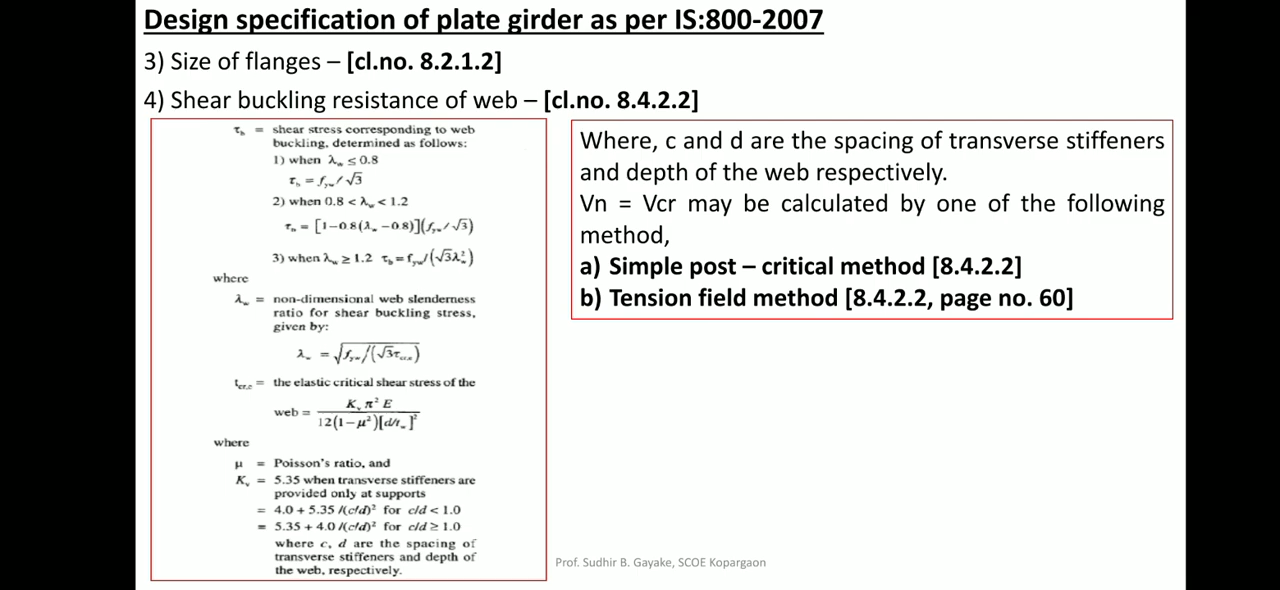 Design specification of plate girder as per IS:800-2007
3) Size of flanges – [cl.no. 8.2.1.2]
4) Shear buckling resistance of web – [cl.no. 8.4.2.2]
τb = shear stress corresponding to web
buckling, determined as follows:
1) when λw ≤ 0.8
τb = fyw / √3
2) when 0.8 < λw < 1.2
τb = [1–0.8(λw –0.8)](fyw / √3)
3) when λw ≥ 1.2 τb = fyw/(√3λw²)
where
λw = non-dimensional web slenderness
ratio for shear buckling stress,
given by:
λw = √(fyw/(√3τcr,e))
tcr,e = the elastic critical shear stress of the
web = Kv π² E / 12(1–μ²)[d/tw]²
where
μ = Poisson's ratio, and
Kv = 5.35 when transverse stiffeners are
provided only at supports
= 4.0 + 5.35 /(c/d)² for c/d < 1.0
= 5.35 + 4.0 /(c/d)² for c/d ≥ 1.0
where c, d are the spacing of
transverse stiffeners and depth of
the web, respectively.
Where, c and d are the spacing of transverse stiffeners
and depth of the web respectively.
Vn = Vcr may be calculated by one of the following
method,
a) Simple post – critical method [8.4.2.2]
b) Tension field method [8.4.2.2, page no. 60]
Prof. Sudhir B. Gayake, SCOE Kopargaon